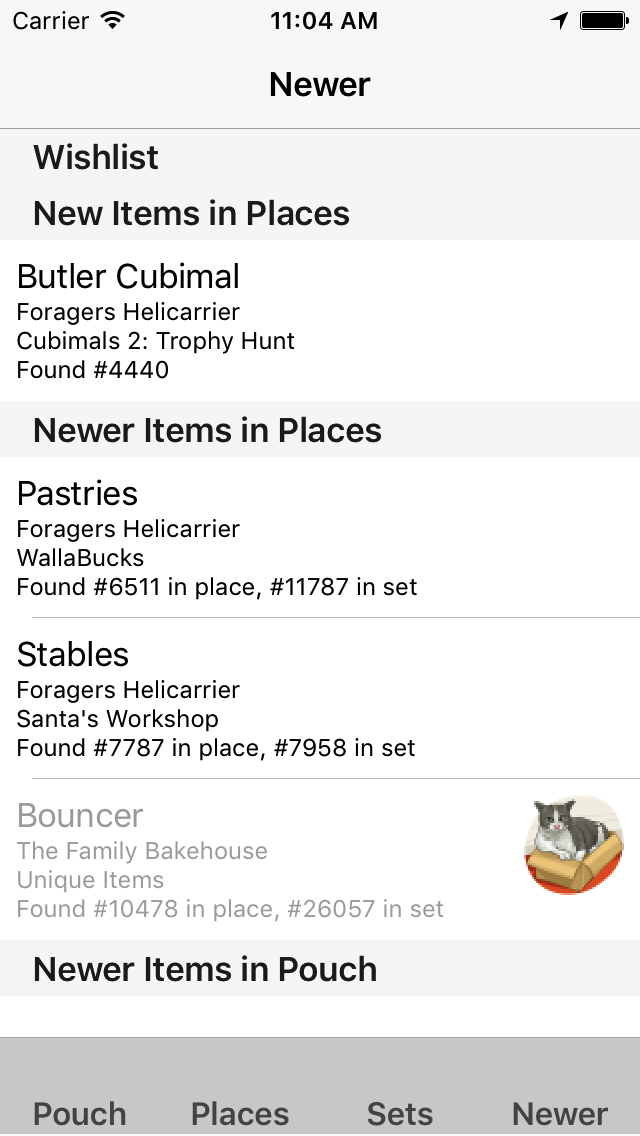 Carrier 11:04 AM
Newer
Wishlist
New Items in Places
Butler Cubimal
Foragers Helicarrier
Cubimals 2: Trophy Hunt
Found #4440
Newer Items in Places
Pastries
Foragers Helicarrier
WallaBucks
Found #6511 in place, #11787 in set
Stables
Foragers Helicarrier
Santa's Workshop
Found #7787 in place, #7958 in set
Bouncer
The Family Bakehouse
Unique Items
Found #10478 in place, #26057 in set
Newer Items in Pouch
Pouch Places Sets Newer